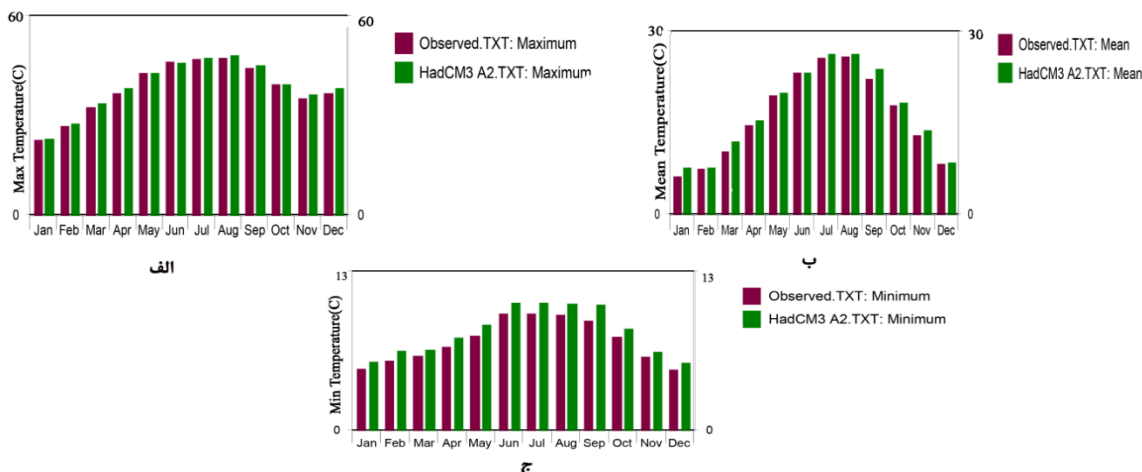 60
60
Max Temperature(C)
0
0
Jan Feb Mar Apr May Jun Jul Aug Sep Oct Nov Dec
Observed.TXT: Maximum
HadCM3 A2.TXT: Maximum
الف
30
30
Mean Temperature(C)
0
0
Jan Feb Mar Apr May Jun Jul Aug Sep Oct Nov Dec
Observed.TXT: Mean
HadCM3 A2.TXT: Mean
ب
13
13
Min Temperature(C)
0
0
Jan Feb Mar Apr May Jun Jul Aug Sep Oct Nov Dec
Observed.TXT: Minimum
HadCM3 A2.TXT: Minimum
ج